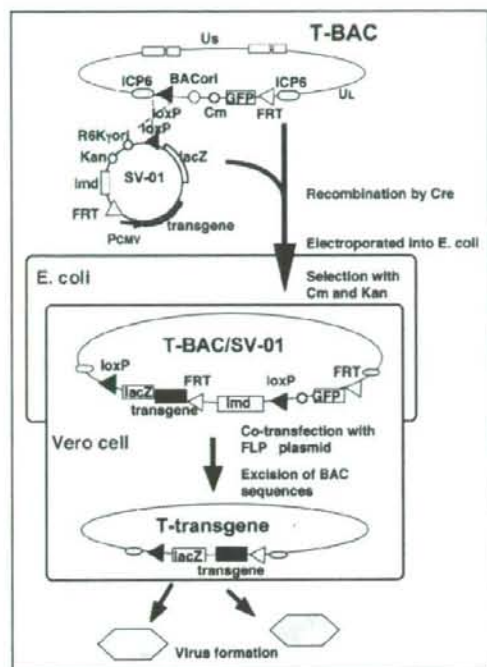 T-BAC
Us
ICP6 BACori ICP6
UL
loxP Cm GFP FRT
R6Kγori loxP
Kan lacZ
lmd SV-01
FRT
PCMV transgene
Recombination by Cre
Electroporated into E. coli
Selection with
Cm and Kan
E. coli
T-BAC/SV-01
loxP FRT loxP FRT
lacZ lmd GFP
transgene
Vero cell
Co-transfection with
FLP plasmid
Excision of BAC
sequences
T-transgene
lacZ
transgene
Virus formation